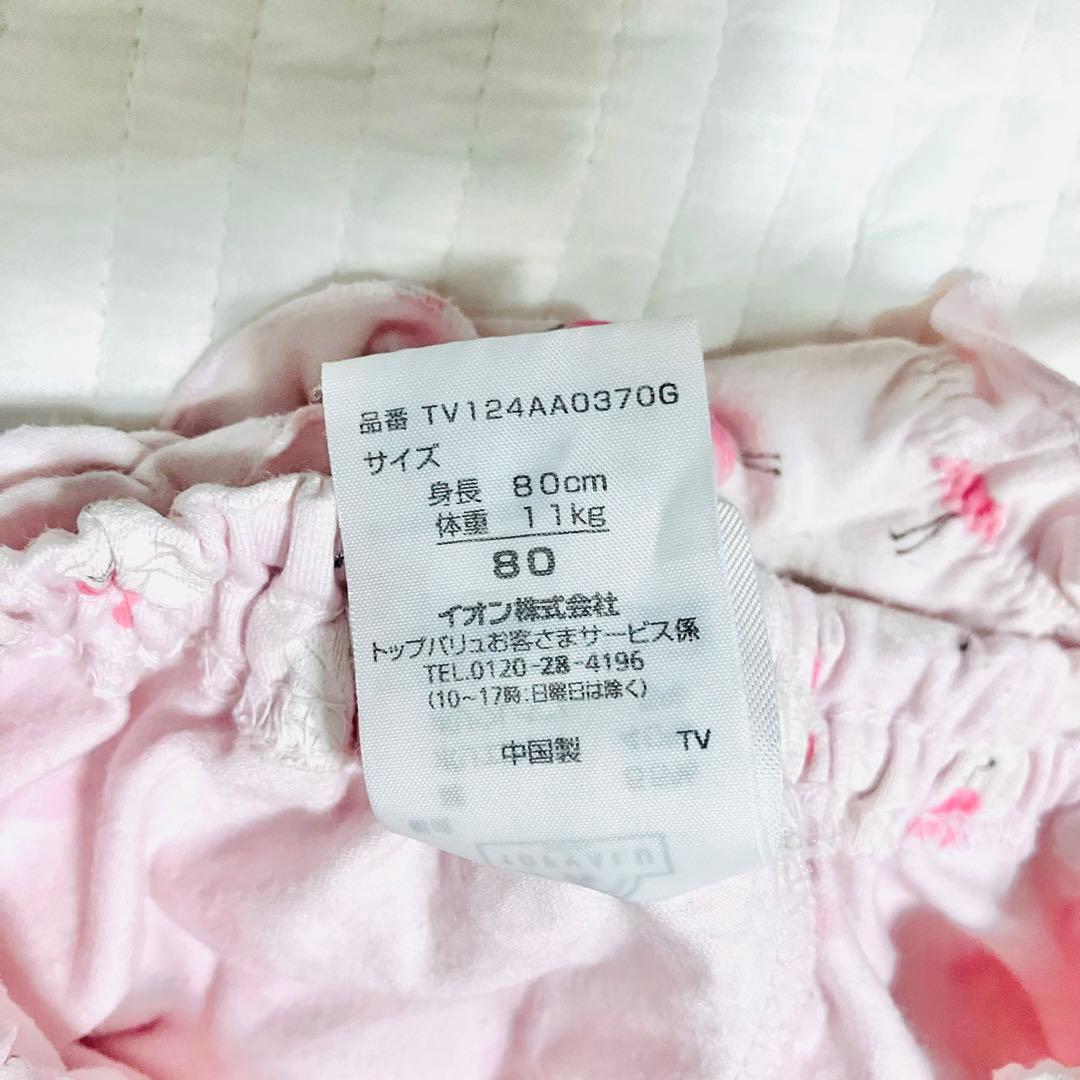 品番 TV124AA0370G
サイズ
身長 80cm
体重 11kg
80
イオン株式会社
トップバリュお客さまサービス係
TEL.0120-28-4196
(10～17時:日曜日は除く)
中国製 TV